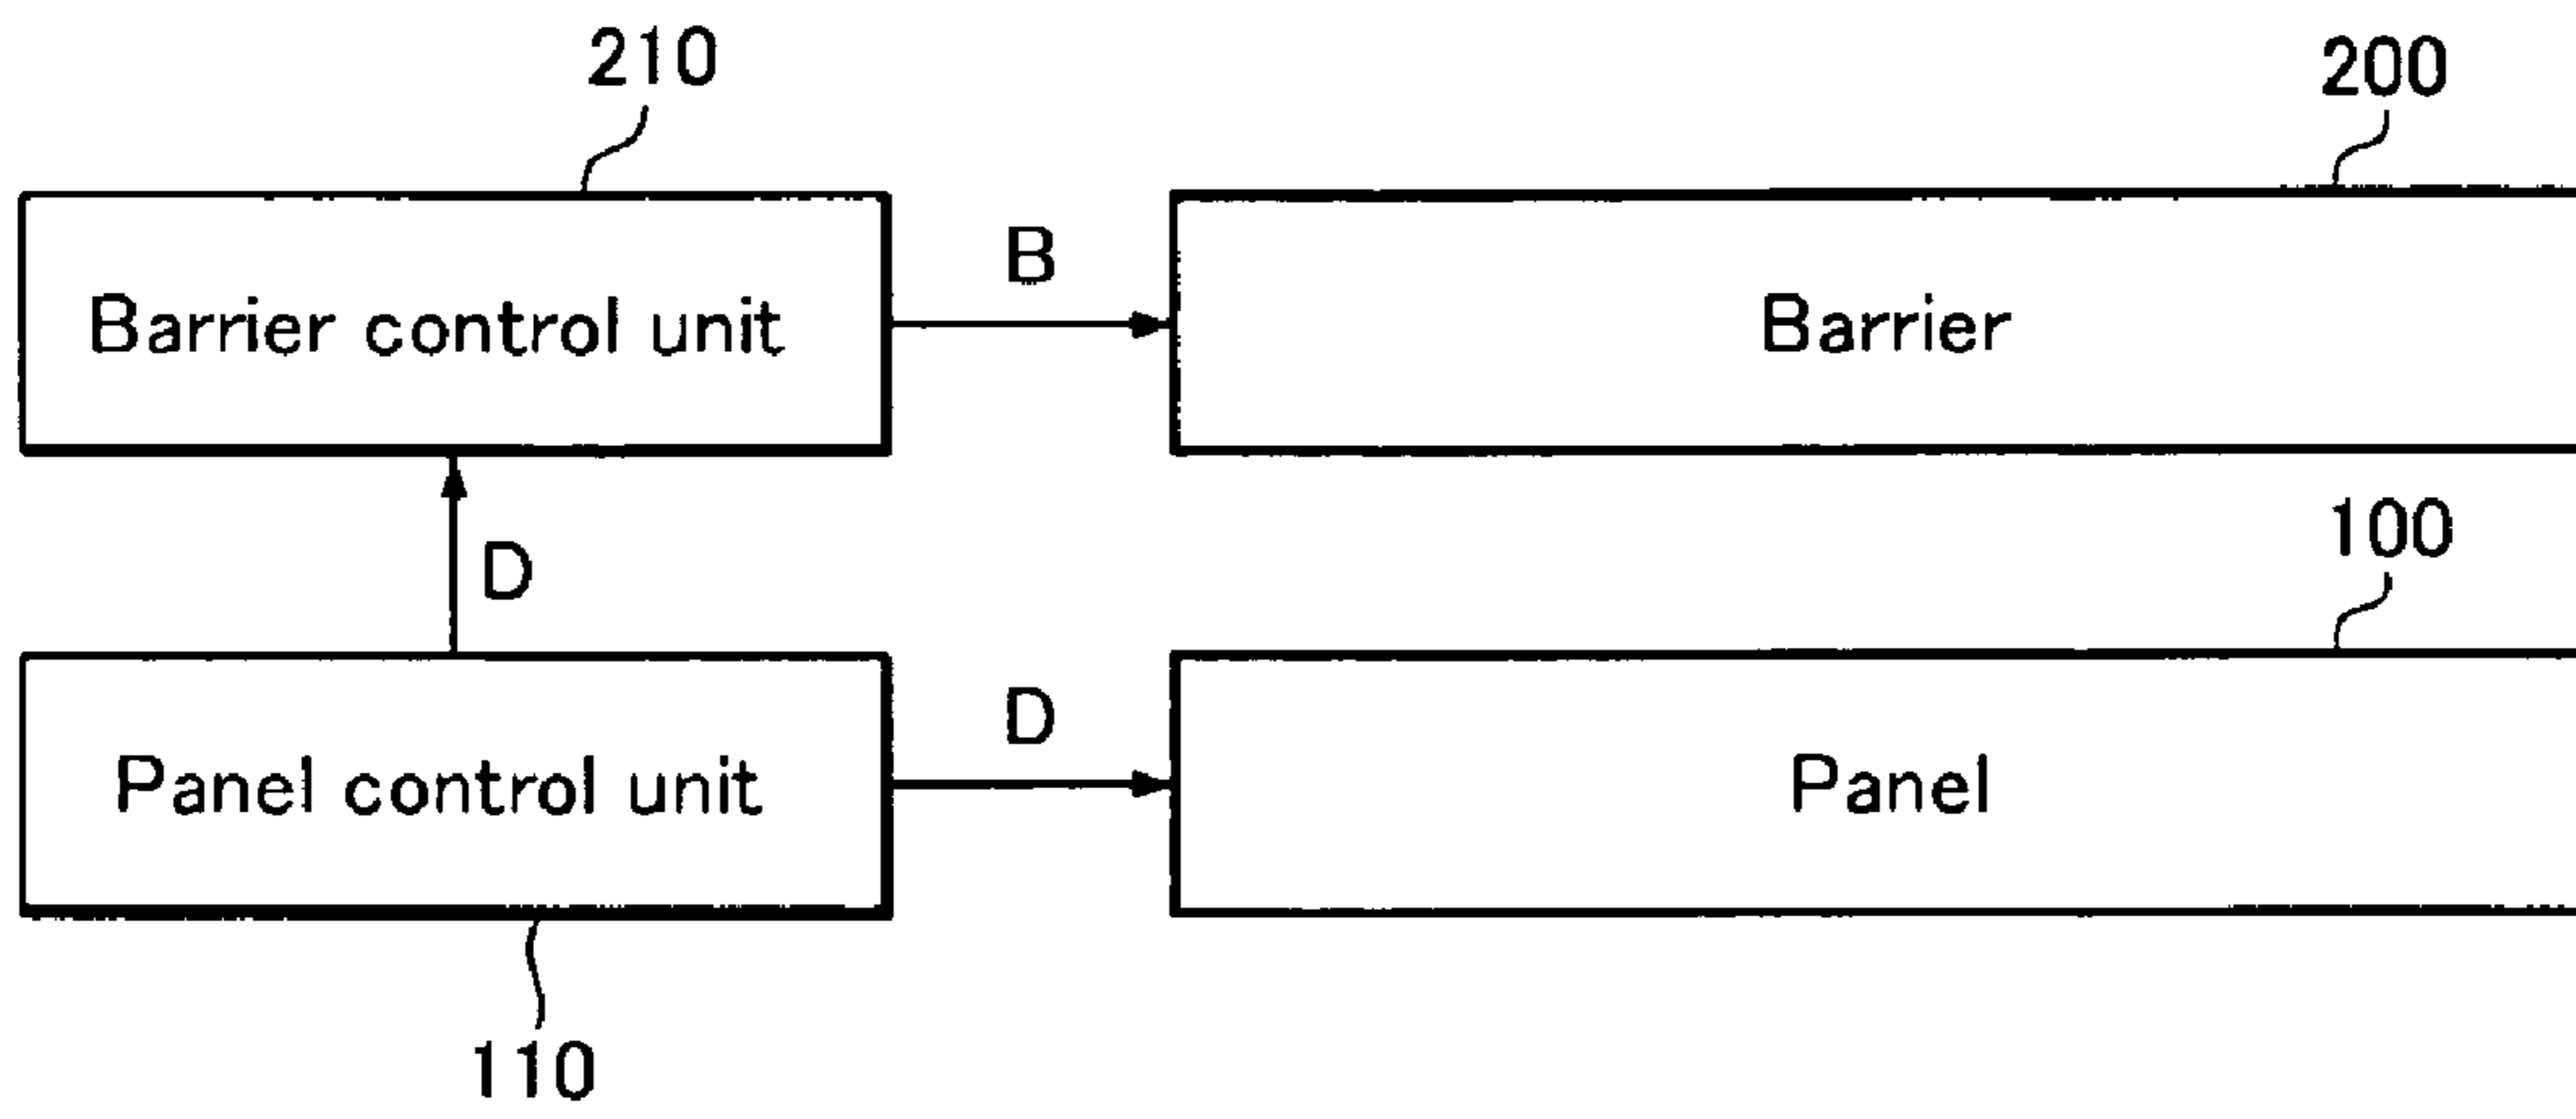 210
200
Barrier control unit
B
Barrier
100
D
Panel control unit
D
Panel
110